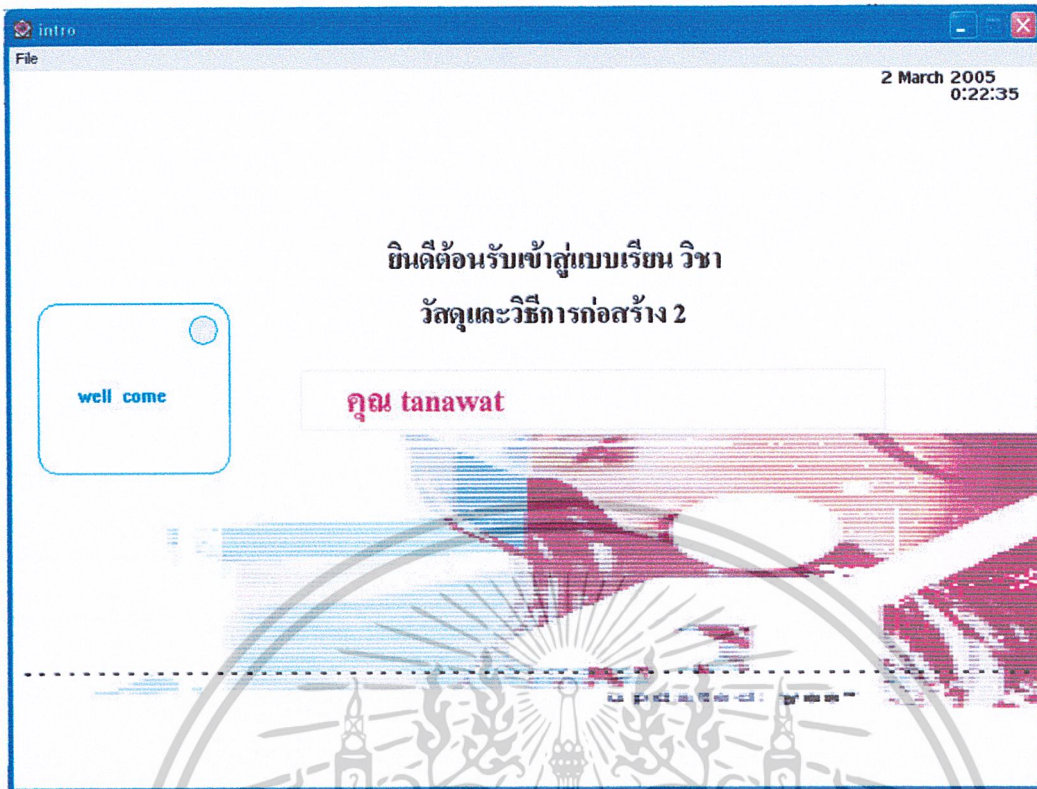 intro
File
2 March 2005
0:22:35
ยินดีต้อนรับเข้าสู่แบบเรียน วิชา
วัสดุและวิธีการก่อสร้าง 2
well come
คุณ tanawat